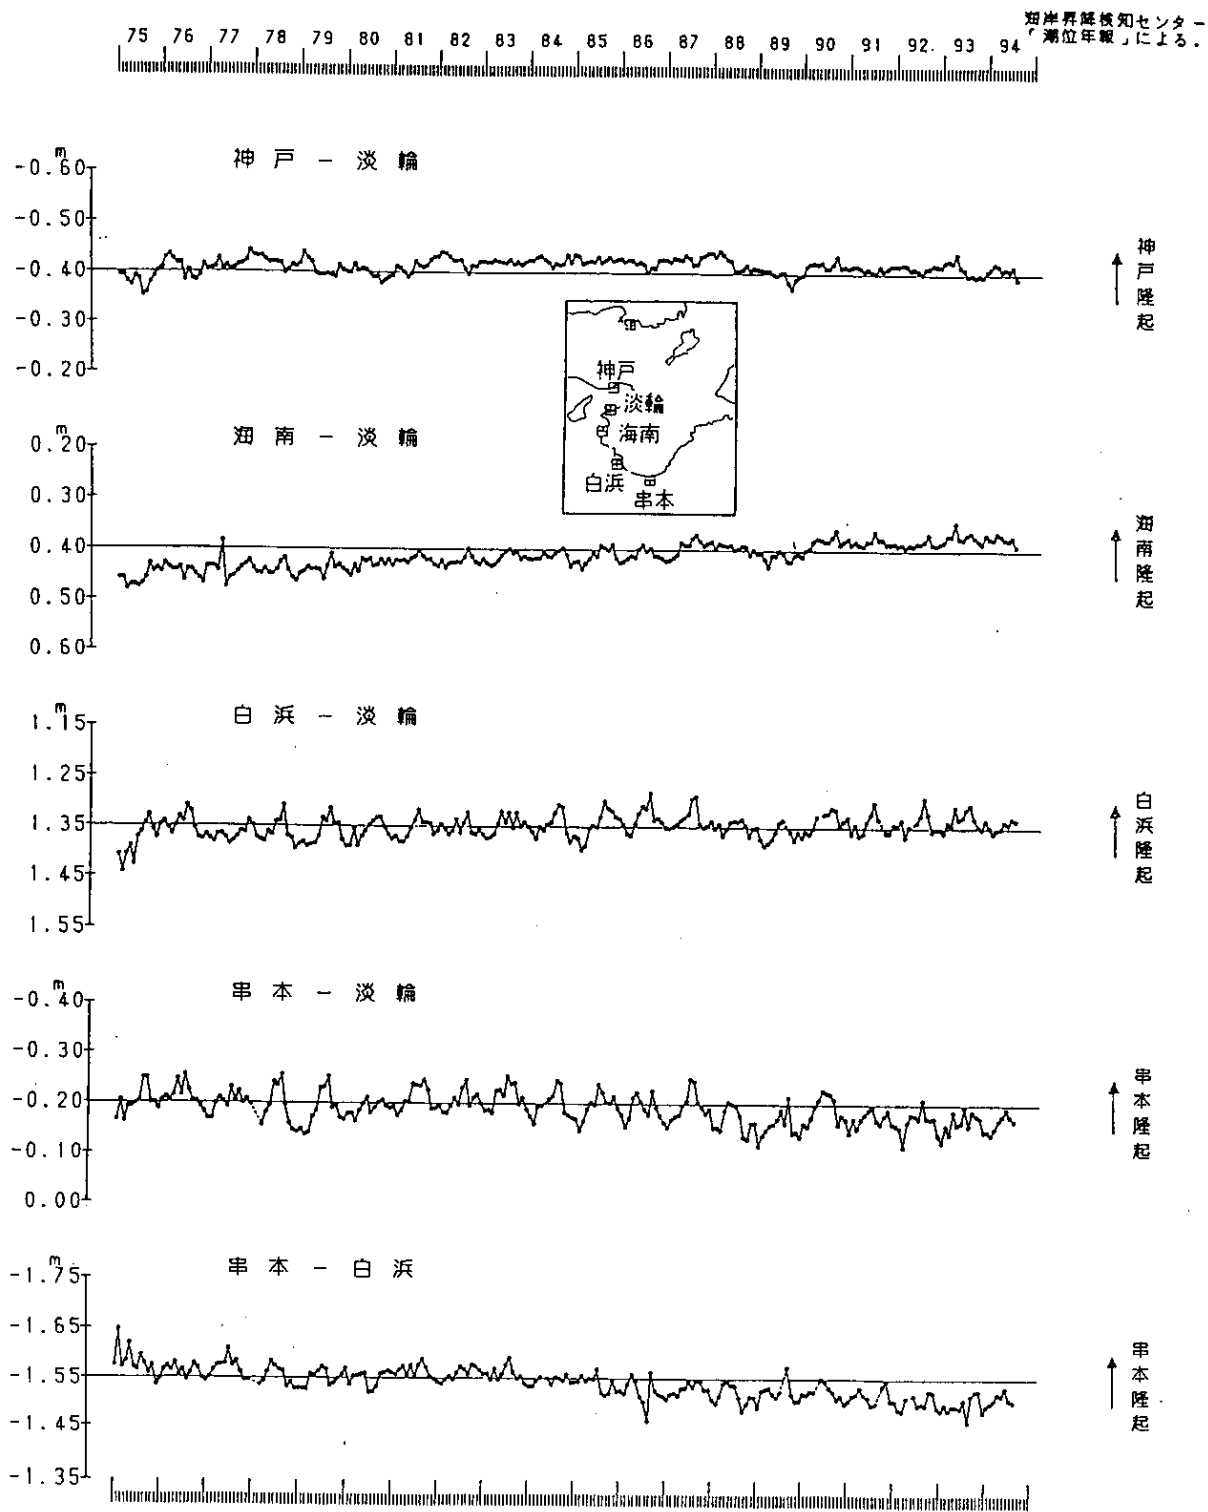 海岸昇降検知センター
「潮位年報」による.
75 76 77 78 79 80 81 82 83 84 85 86 87 88 89 90 91 92. 93 94
m
-0.60
神戸－淡輪
-0.50
-0.40
-0.30
-0.20
神戸隆起
m
0.20
海南－淡輪
0.30
0.40
0.50
0.60
海南隆起
神戸
淡輪
海南
白浜
串本
m
1.15
白浜－淡輪
1.25
1.35
1.45
1.55
白浜隆起
m
-0.40
串本－淡輪
-0.30
-0.20
-0.10
0.00
串本隆起
m
-1.75
串本－白浜
-1.65
-1.55
-1.45
-1.35
串本隆起